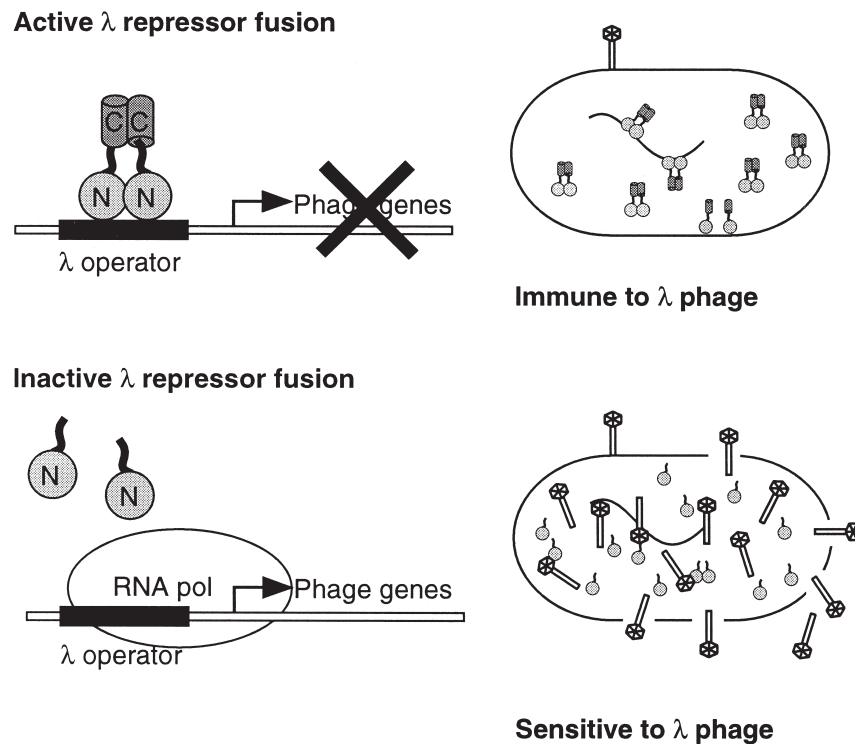 Active λ repressor fusion
C C
N N
Phage genes
λ operator
Immune to λ phage
Inactive λ repressor fusion
N
N
RNA pol
Phage genes
λ operator
Sensitive to λ phage